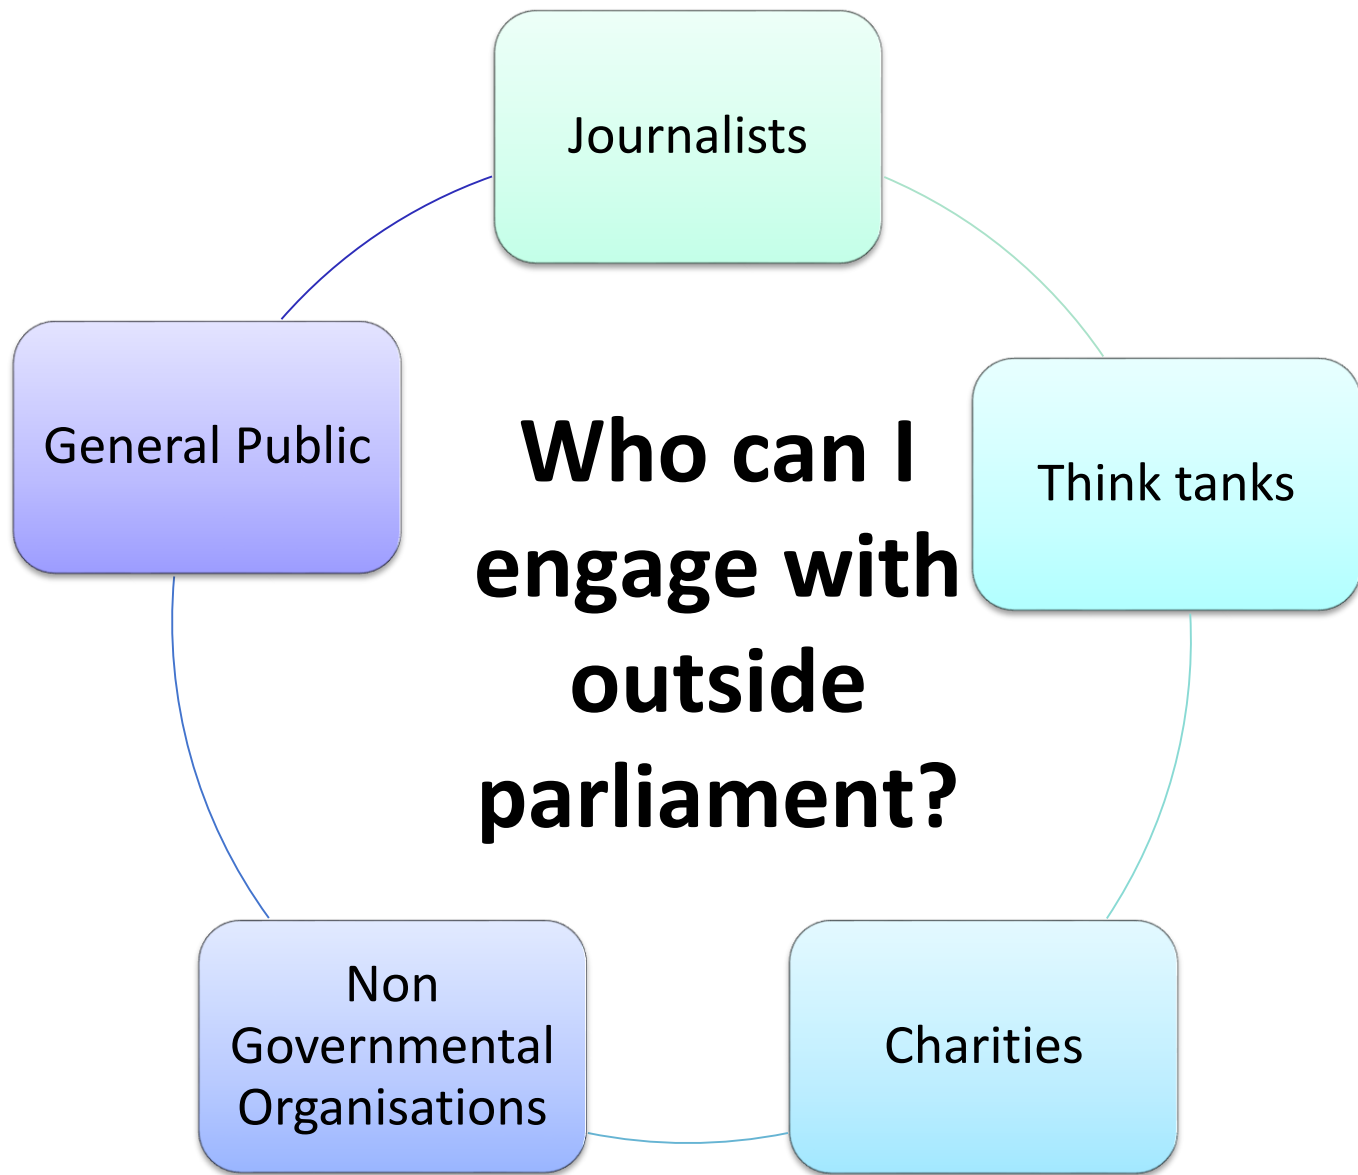 Journalists
General Public
Who can I
engage with
outside
parliament?
Think tanks
Non
Governmental
Organisations
Charities